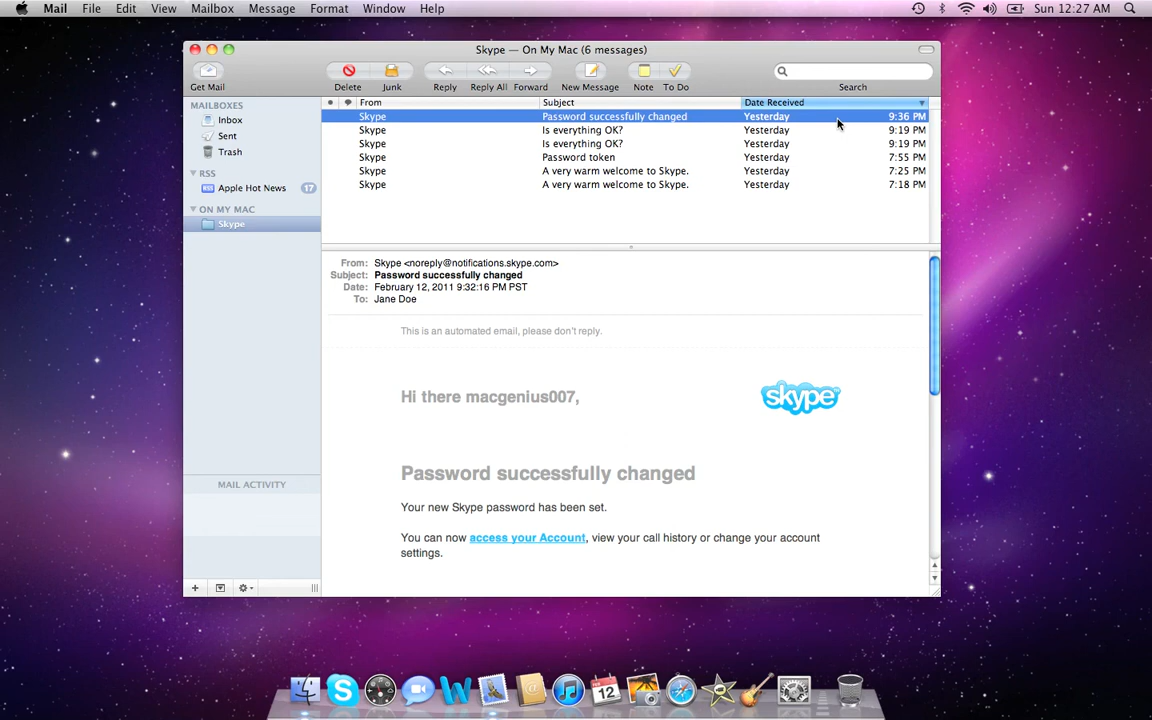 Mail File Edit View Mailbox Message Format Window Help Sun 12:27 AM
Skype — On My Mac (6 messages)
Get Mail Delete Junk Reply Reply All Forward New Message Note To Do Search
MAILBOXES
Inbox
Sent
Trash
RSS
Apple Hot News 17
ON MY MAC
Skype
MAIL ACTIVITY
From Subject Date Received
Skype Password successfully changed Yesterday 9:36 PM
Skype Is everything OK? Yesterday 9:19 PM
Skype Is everything OK? Yesterday 9:19 PM
Skype Password token Yesterday 7:55 PM
Skype A very warm welcome to Skype. Yesterday 7:25 PM
Skype A very warm welcome to Skype. Yesterday 7:18 PM
From: Skype <noreply@notifications.skype.com>
Subject: Password successfully changed
Date: February 12, 2011 9:32:16 PM PST
To: Jane Doe
This is an automated email, please don't reply.
Hi there macgenius007,
skype
Password successfully changed
Your new Skype password has been set.
You can now access your Account, view your call history or change your account
settings.
12